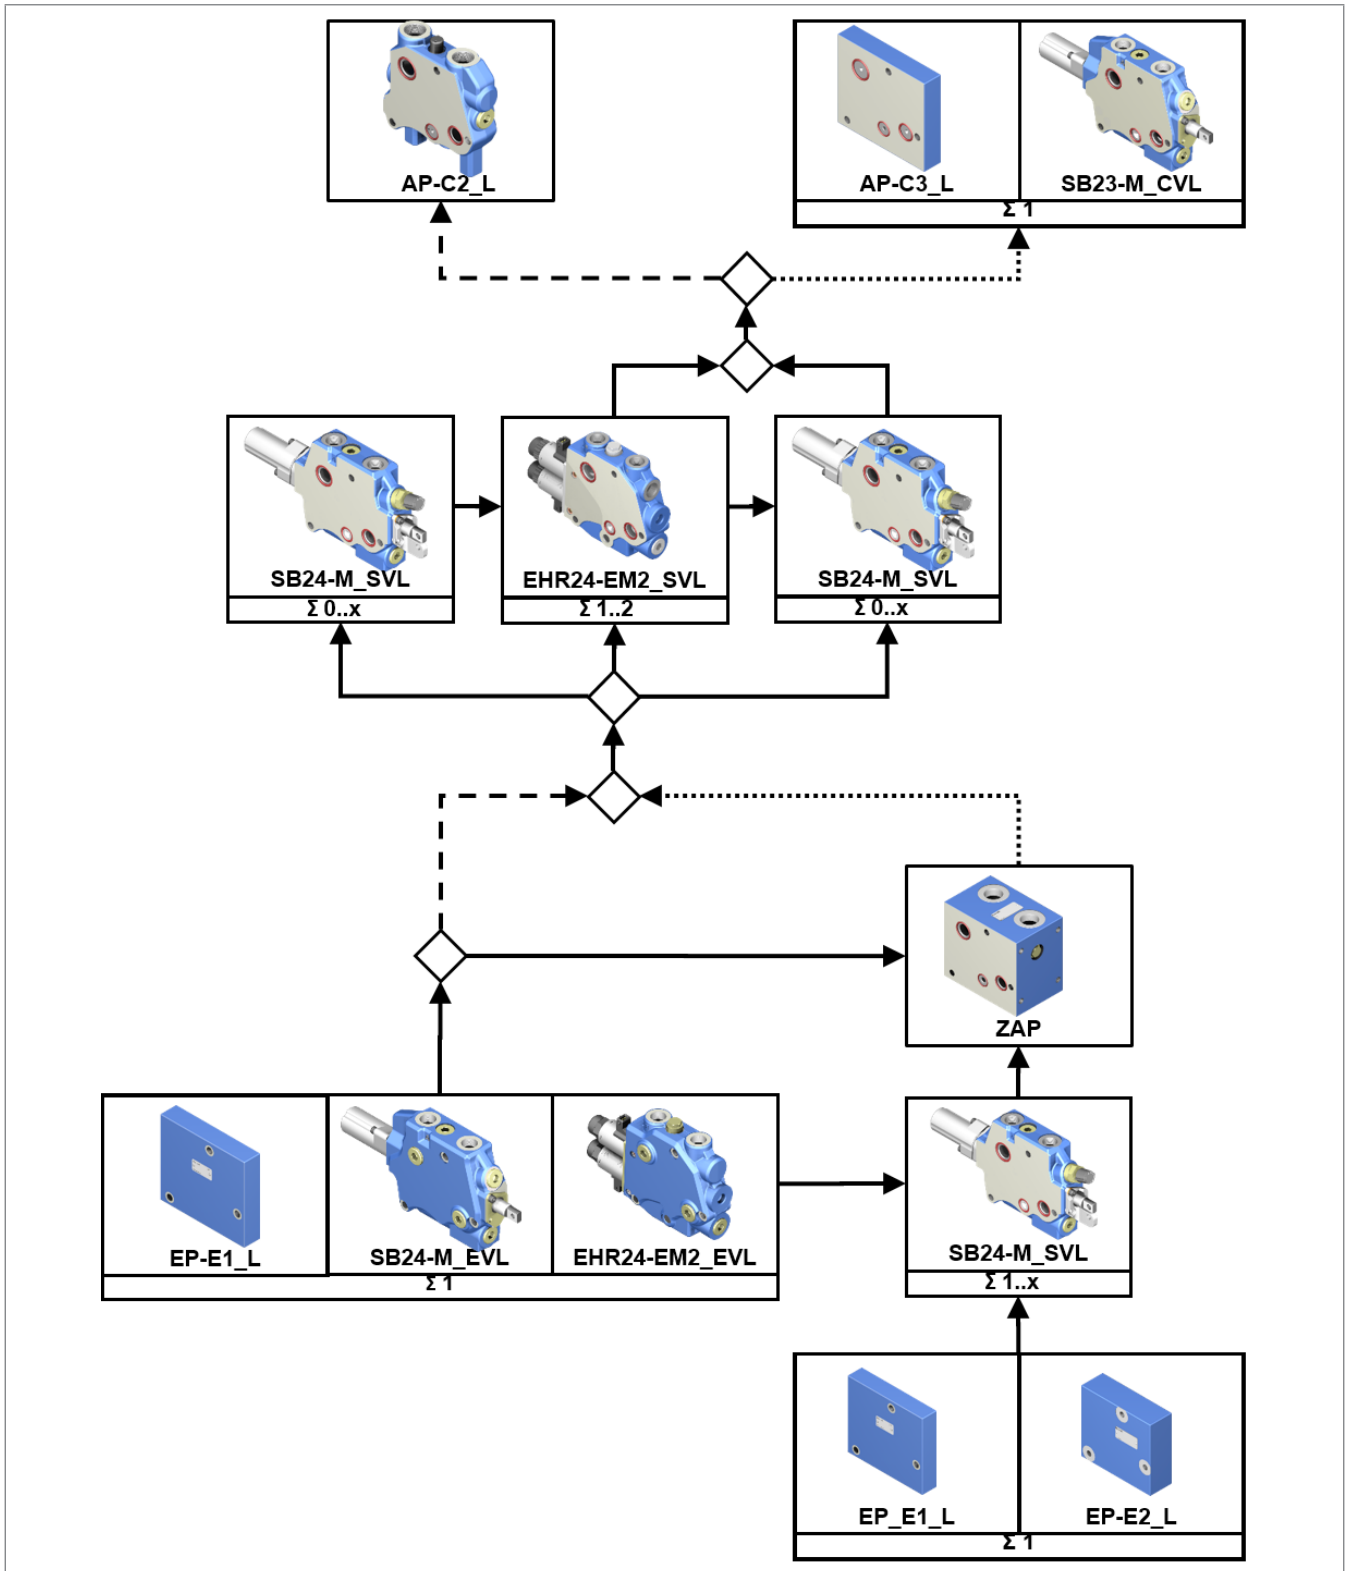 AP-C2_L
AP-C3_L
SB23-M_CVL
Σ 1
SB24-M_SVL
EHR24-EM2_SVL
SB24-M_SVL
Σ 0..x
Σ 1..2
Σ 0..x
ZAP
EP-E1_L
SB24-M_EVL
EHR24-EM2_EVL
SB24-M_SVL
Σ 1
Σ 1..x
EP_E1_L
EP-E2_L
Σ 1